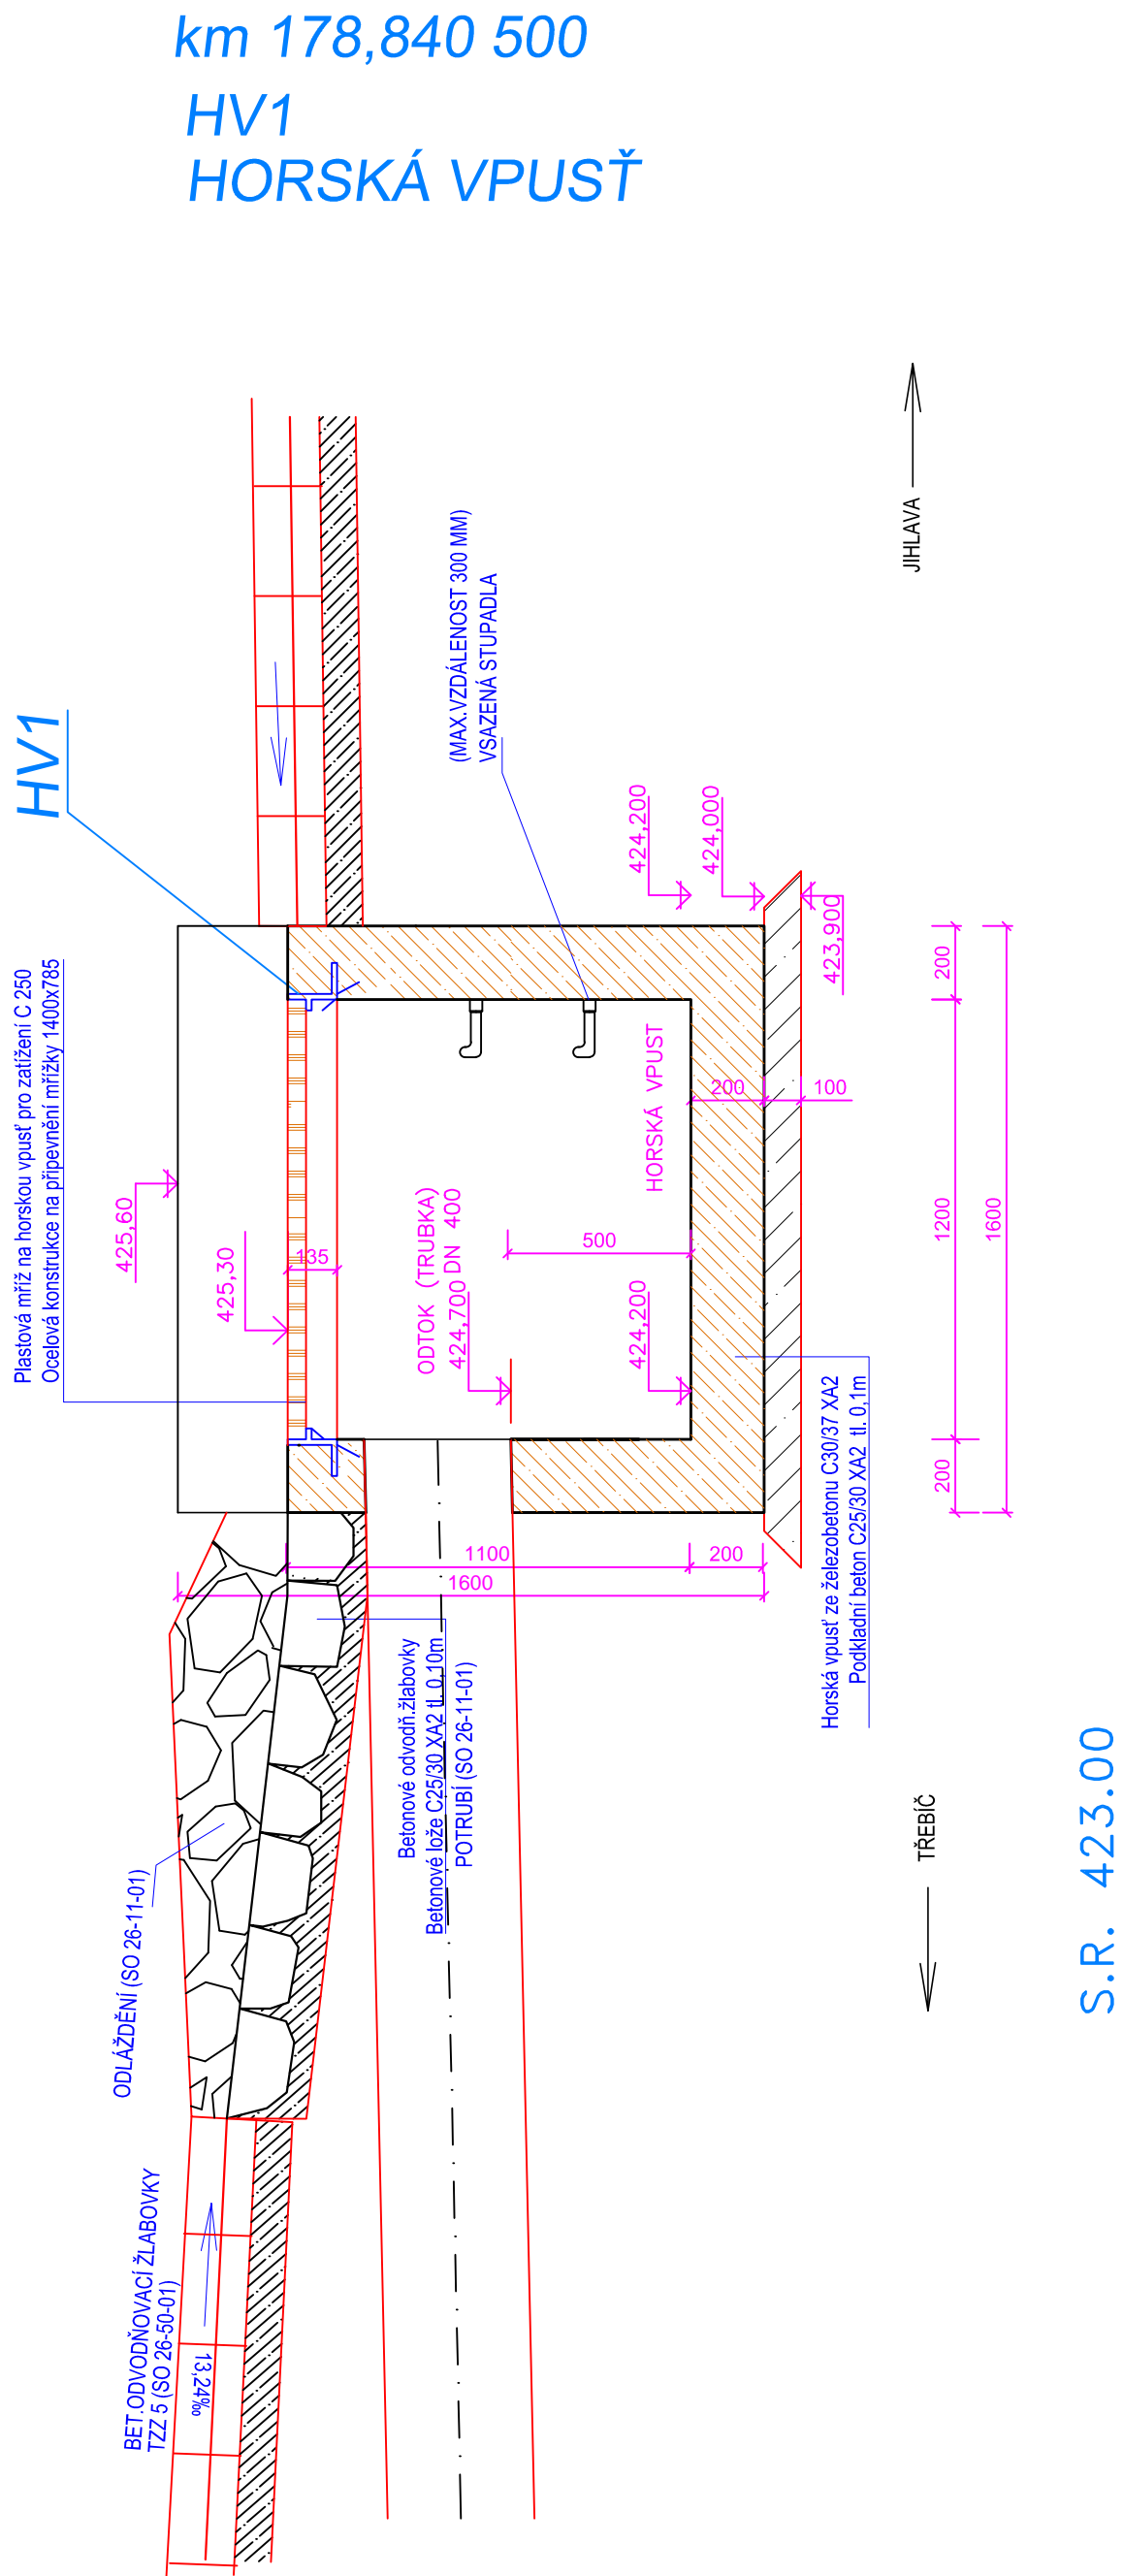 km 178,840 500
HV1
HORSKÁ VPUSŤ
HV1
Plastová mříž na horskou vpusť pro zatížení C 250
Ocelová konstrukce na připevnění mřížky 1400x785
(MAX.VZDÁLENOST 300 MM)
VSAZENÁ STUPADLA
JIHLAVA
424,200
424,000
423,900
425,60
425,30
135
ODTOK (TRUBKA)
424,700 DN 400
500
HORSKÁ VPUST
424,200
200
100
200
1200
200
1600
1100
200
1600
Horská vpusť ze železobetonu C30/37 XA2
Podkladní beton C25/30 XA2 tl. 0,1m
Betonové odvodň.žlabovky
Betonové lože C25/30 XA2 tl.0,10m
POTRUBÍ (SO 26-11-01)
ODLÁŽDĚNÍ (SO 26-11-01)
TŘEBÍČ
S.R. 423.00
BET.ODVODŇOVACÍ ŽLABOVKY
TZZ 5 (SO 26-50-01)
13,24‰